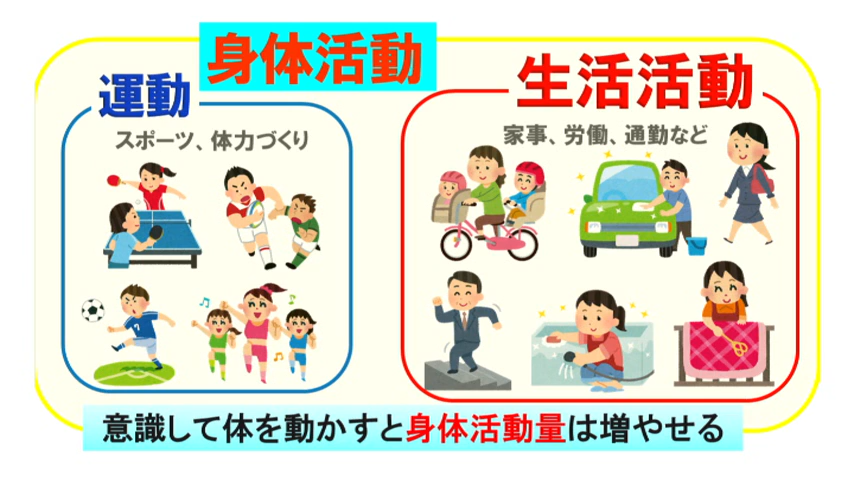 身体活動
運動
スポーツ、体力づくり
生活活動
家事、労働、通勤など
意識して体を動かすと身体活動量は増やせる